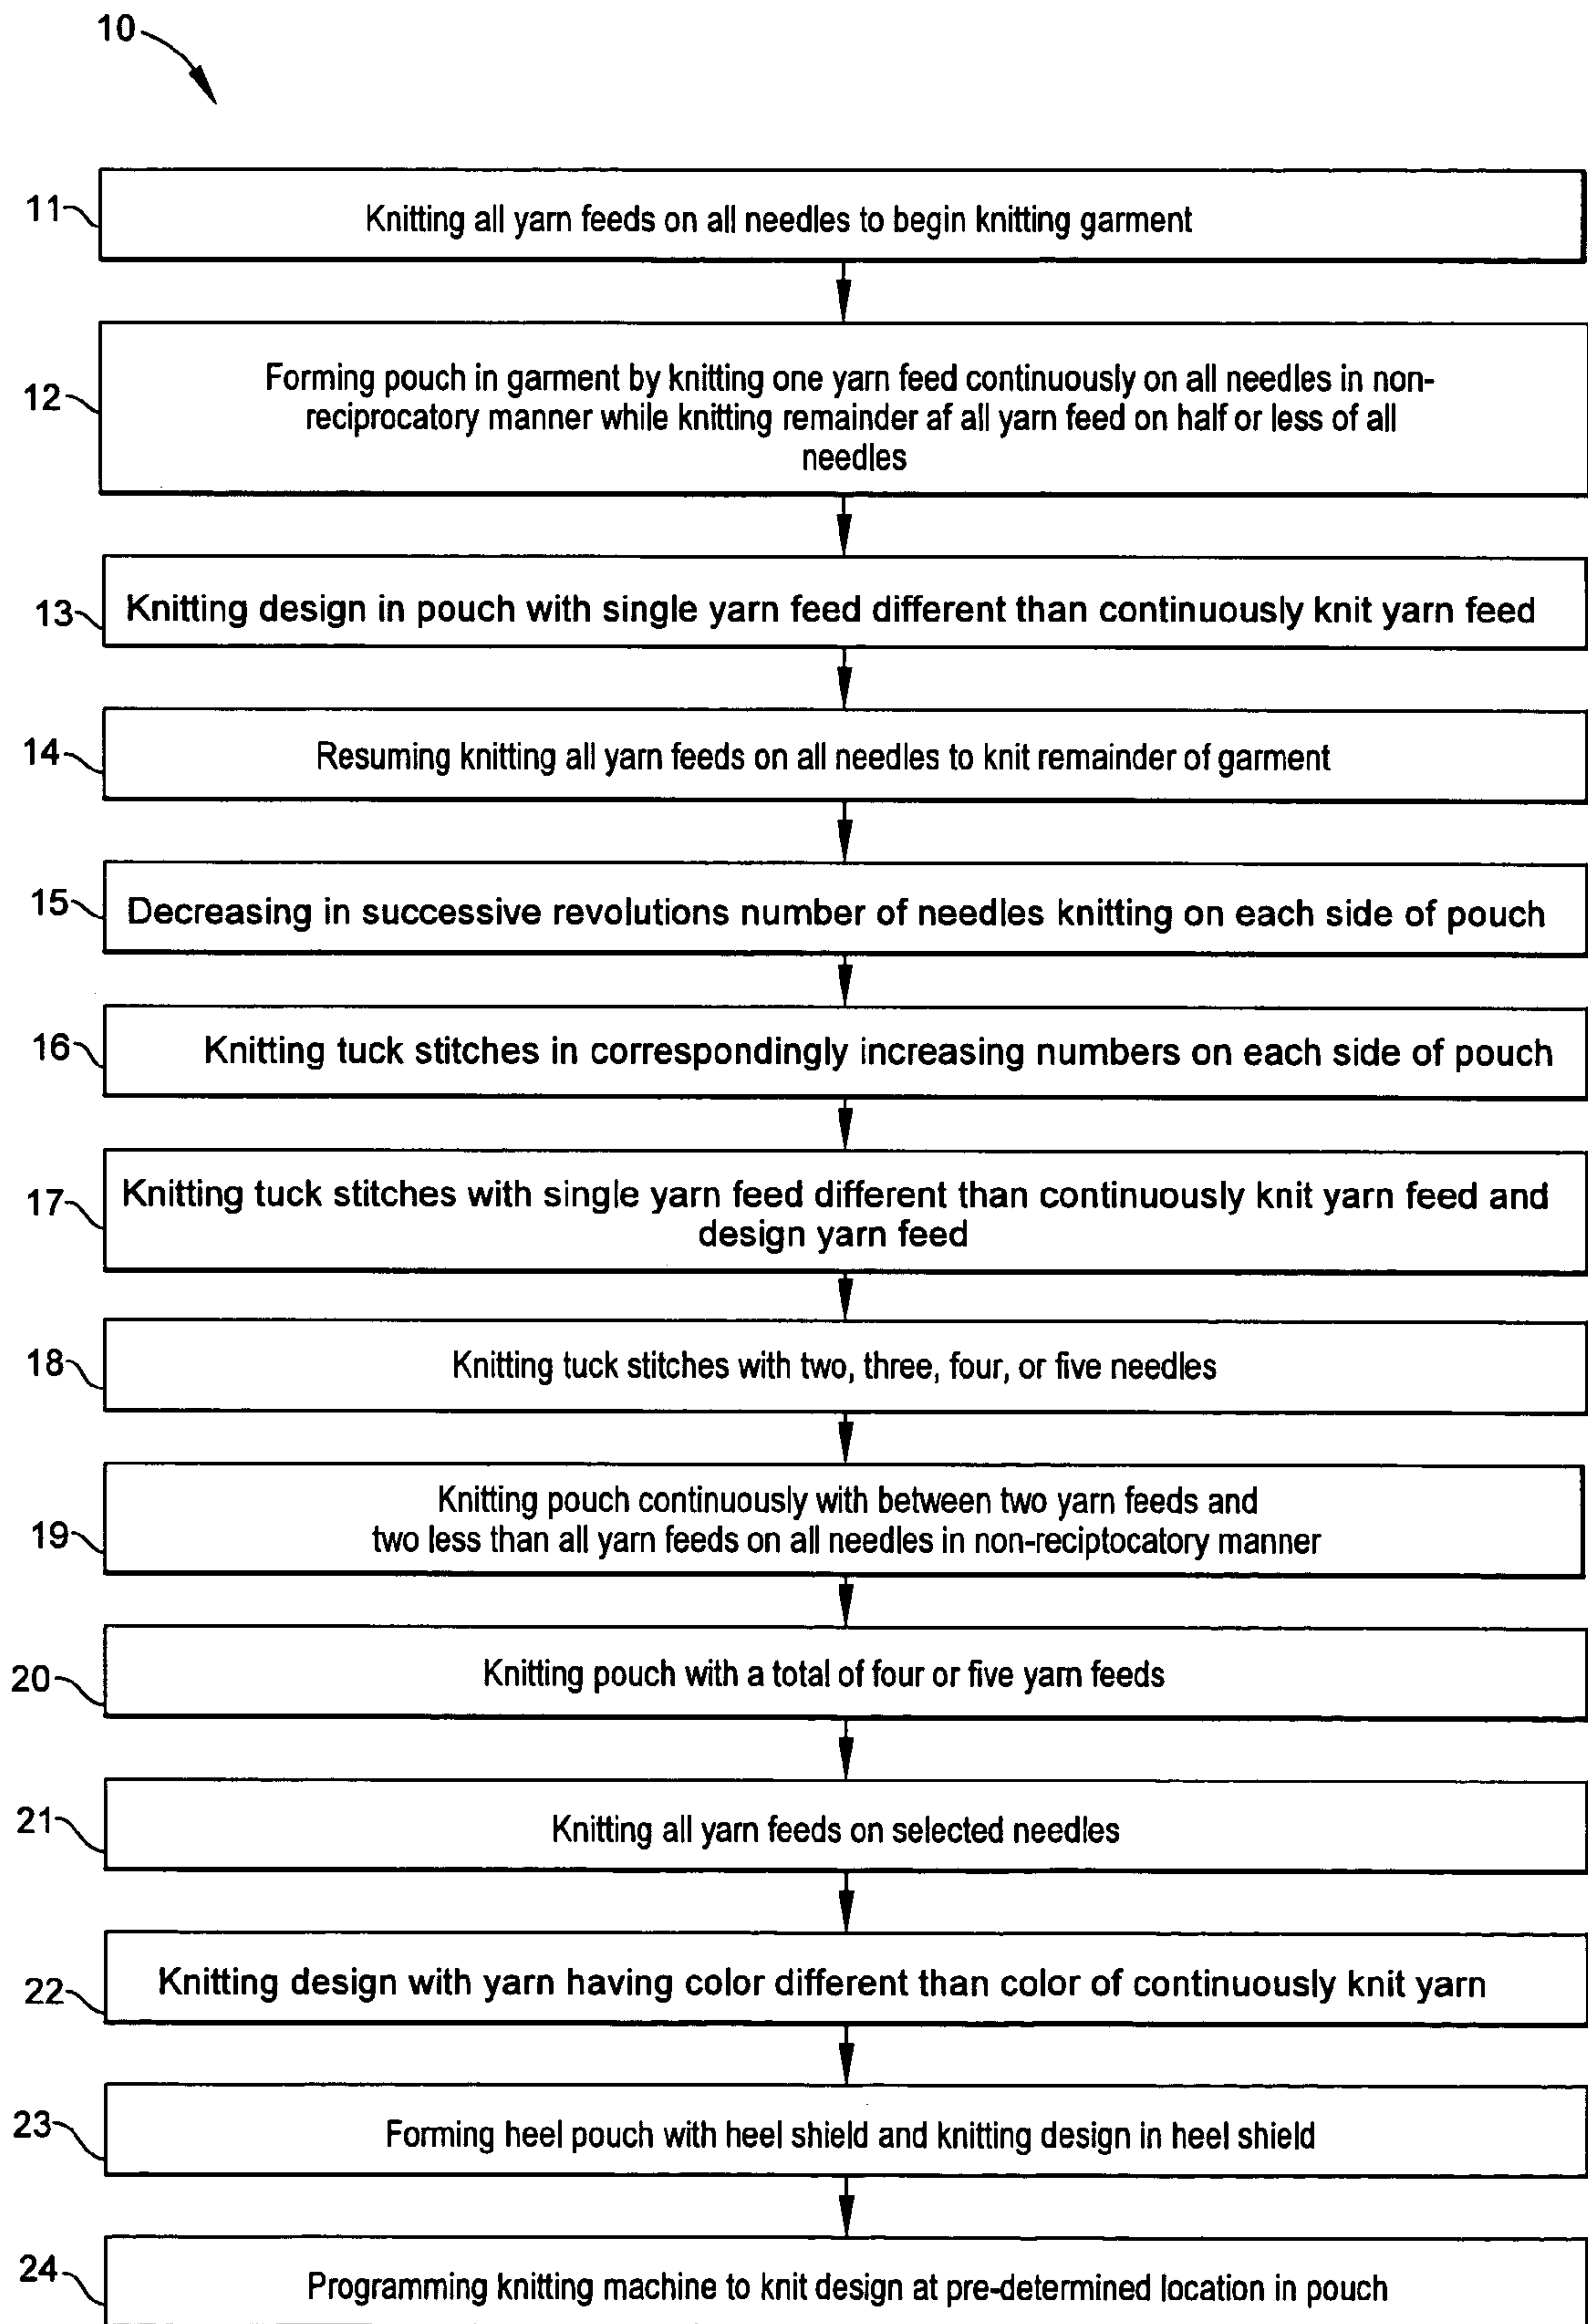 10
11
Knitting all yarn feeds on all needles to begin knitting garment
12
Forming pouch in garment by knitting one yarn feed continuously on all needles in non-
reciprocatory manner while knitting remainder af all yarn feed on half or less of all
needles
13
Knitting design in pouch with single yarn feed different than continuously knit yarn feed
14
Resuming knitting all yarn feeds on all needles to knit remainder of garment
15
Decreasing in successive revolutions number of needles knitting on each side of pouch
16
Knitting tuck stitches in correspondingly increasing numbers on each side of pouch
17
Knitting tuck stitches with single yarn feed different than continuously knit yarn feed and
design yarn feed
18
Knitting tuck stitches with two, three, four, or five needles
19
Knitting pouch continuously with between two yarn feeds and
two less than all yarn feeds on all needles in non-reciptocatory manner
20
Knitting pouch with a total of four or five yarn feeds
21
Knitting all yarn feeds on selected needles
22
Knitting design with yarn having color different than color of continuously knit yarn
23
Forming heel pouch with heel shield and knitting design in heel shield
24
Programming knitting machine to knit design at pre-determined location in pouch